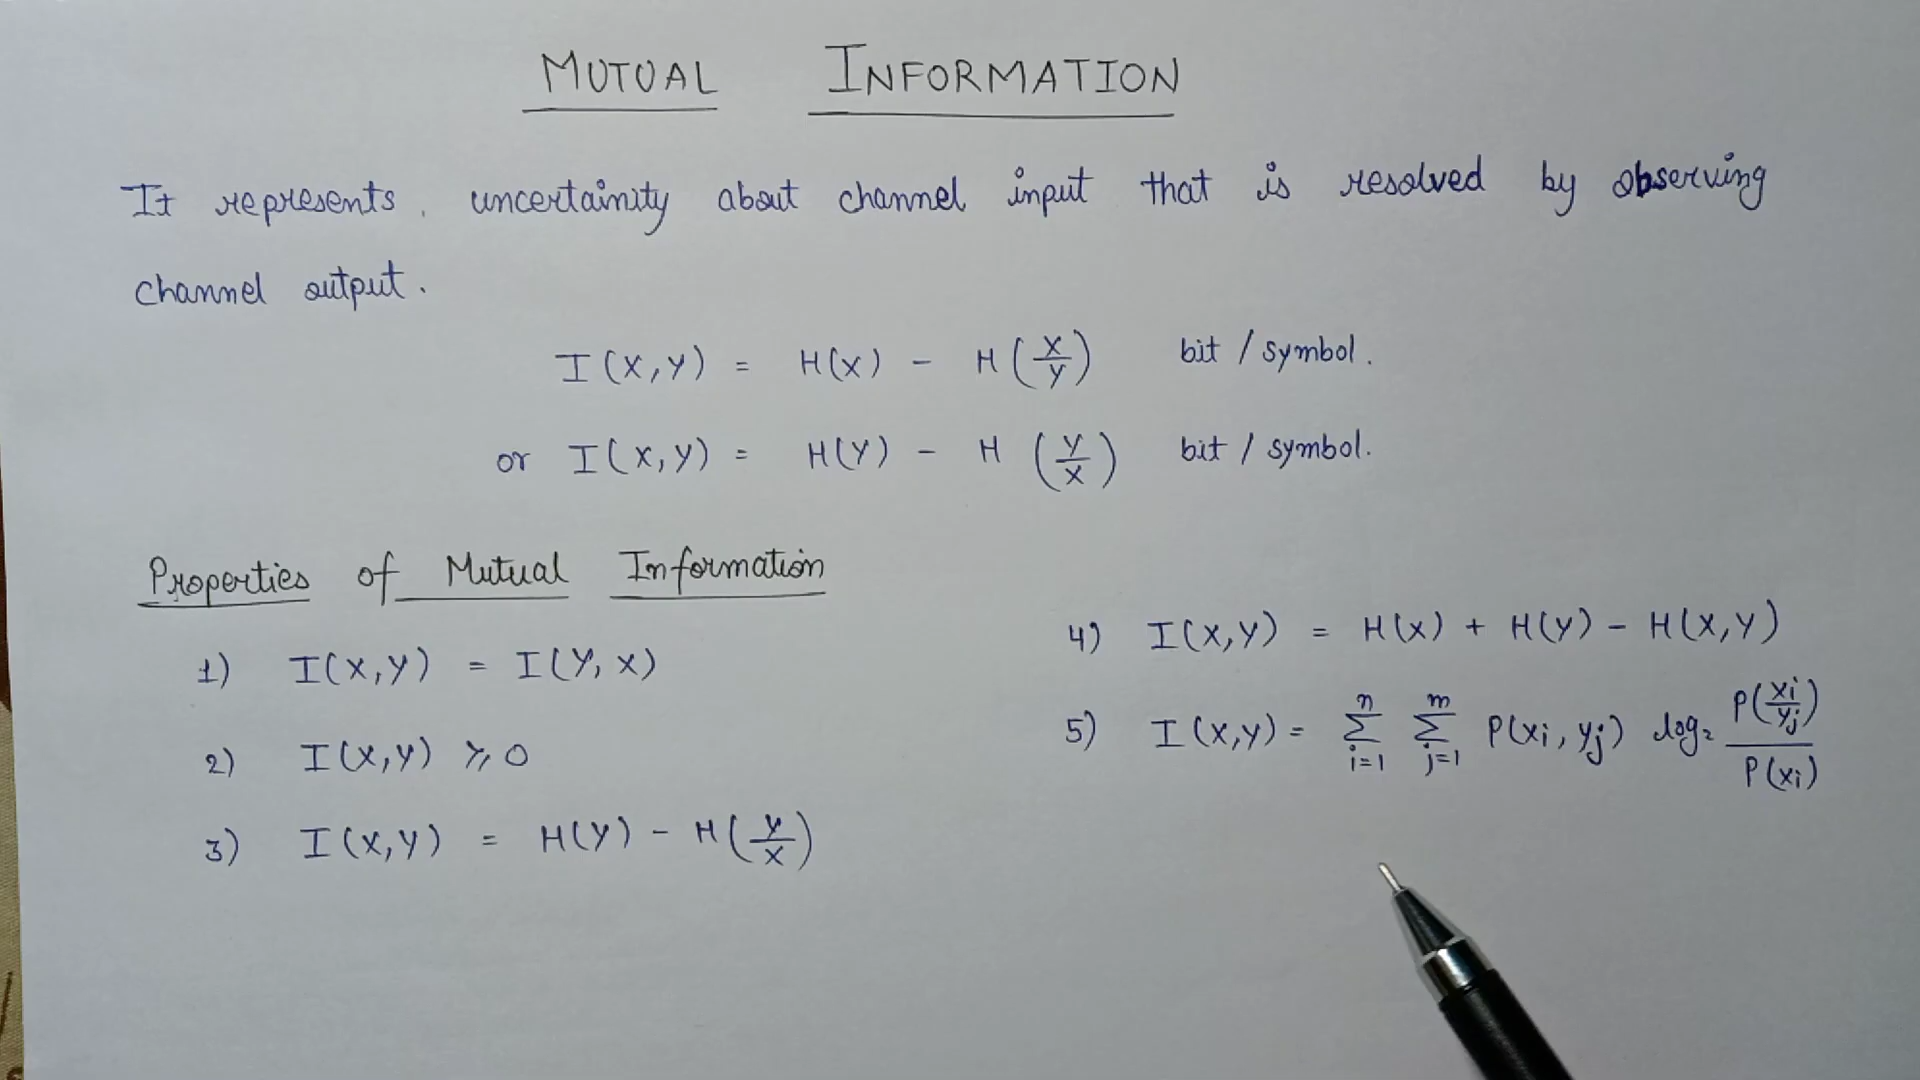 MUTUAL INFORMATION
It represents uncertainity about channel input that is resolved by observing
channel output.
I(X,Y) = H(X) - H(X/Y) bit / symbol.
or I(X,Y) = H(Y) - H(Y/X) bit / symbol.
Properties of Mutual Information
1) I(X,Y) = I(Y,X)
2) I(X,Y) ≥ 0
3) I(X,Y) = H(Y) - H(Y/X)
4) I(X,Y) = H(X) + H(Y) - H(X,Y)
5) I(X,Y) = n∑i=1 m∑j=1 P(xi, yj) log2 P(xi/yj) / P(xi)